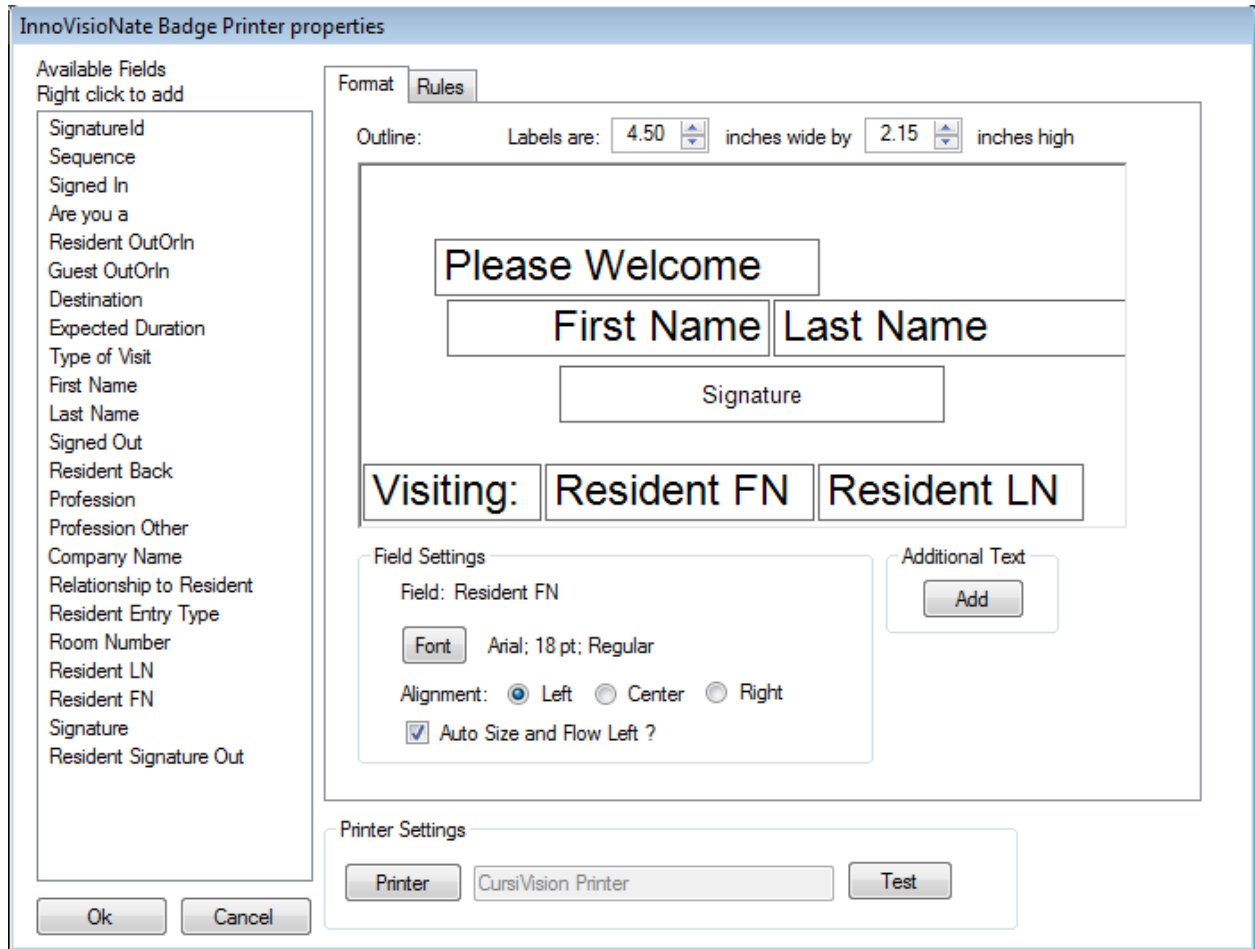 InnoVisioNate Badge Printer properties
Available Fields
Right click to add
SignatureId
Sequence
Signed In
Are you a
Resident OutOrIn
Guest OutOrIn
Destination
Expected Duration
Type of Visit
First Name
Last Name
Signed Out
Resident Back
Profession
Profession Other
Company Name
Relationship to Resident
Resident Entry Type
Room Number
Resident LN
Resident FN
Signature
Resident Signature Out
Ok Cancel
Format Rules
Outline: Labels are: 4.50 inches wide by 2.15 inches high
Please Welcome
First Name Last Name
Signature
Visiting: Resident FN Resident LN
Field Settings
Field: Resident FN
Font Arial; 18 pt; Regular
Alignment: Left Center Right
Auto Size and Flow Left ?
Additional Text
Add
Printer Settings
Printer CursiVision Printer Test